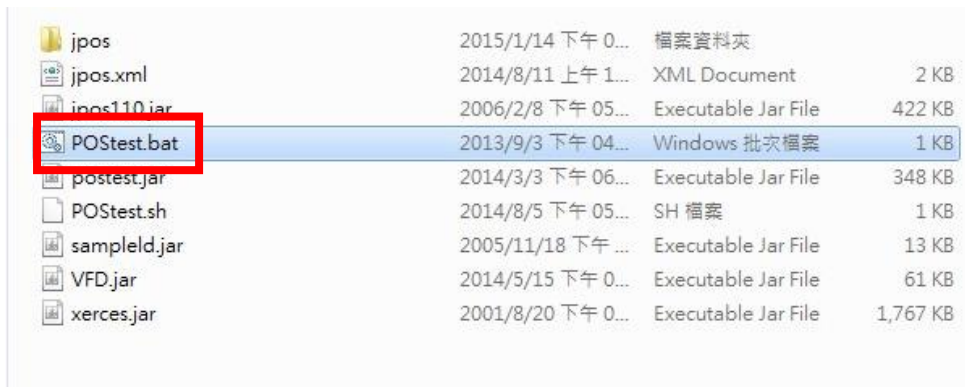 jpos 2015/1/14 下午 0... 檔案資料夾
jpos.xml 2014/8/11 上午 1... XML Document 2 KB
jpos110.jar 2006/2/8 下午 05... Executable Jar File 422 KB
POStest.bat 2013/9/3 下午 04... Windows 批次檔案 1 KB
postest.jar 2014/3/3 下午 06... Executable Jar File 348 KB
POStest.sh 2014/8/5 下午 05... SH 檔案 1 KB
sampleld.jar 2005/11/18 下午 ... Executable Jar File 13 KB
VFD.jar 2014/5/15 下午 0... Executable Jar File 61 KB
xerces.jar 2001/8/20 下午 0... Executable Jar File 1,767 KB